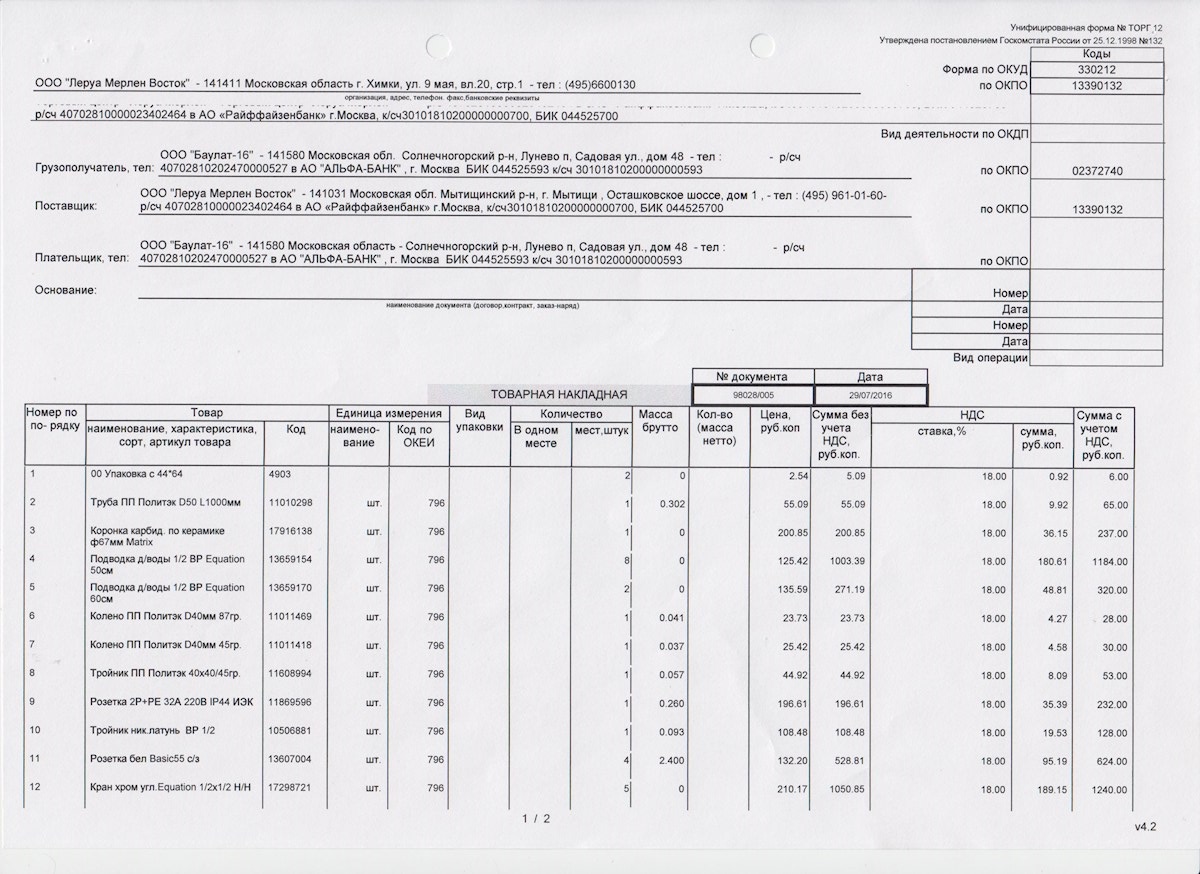 Унифицированная форма № ТОРГ 12
Утверждена постановлением Госкомстата России от 25.12.1998 №132
Коды
Форма по ОКУД 330212
ООО "Леруа Мерлен Восток" - 141411 Московская область г. Химки, ул. 9 мая, вл.20, стр.1 - тел : (495)6600130 по ОКПО 13390132
организация, адрес, телефон. факс,банковские реквизиты
р/сч 40702810000023402464 в АО «Райффайзенбанк» г.Москва, к/сч30101810200000000700, БИК 044525700
Вид деятельности по ОКДП
ООО "Баулат-16" - 141580 Московская обл. Солнечногорский р-н, Лунево п, Садовая ул., дом 48 - тел : - р/сч
Грузополучатель, тел: 40702810202470000527 в АО "АЛЬФА-БАНК" , г. Москва БИК 044525593 к/сч 30101810200000000593 по ОКПО 02372740
ООО "Леруа Мерлен Восток" - 141031 Московская обл. Мытищинский р-н, г. Мытищи , Осташковское шоссе, дом 1 , - тел : (495) 961-01-60-
Поставщик: р/сч 40702810000023402464 в АО «Райффайзенбанк» г.Москва, к/сч30101810200000000700, БИК 044525700 по ОКПО 13390132
ООО "Баулат-16" - 141580 Московская область - Солнечногорский р-н, Лунево п, Садовая ул., дом 48 - тел : - р/сч
Плательщик, тел: 40702810202470000527 в АО "АЛЬФА-БАНК" , г. Москва БИК 044525593 к/сч 30101810200000000593 по ОКПО
Основание:
наименование документа (договор,контракт, заказ-наряд)
Номер
Дата
Номер
Дата
Вид операции
№ документа Дата
ТОВАРНАЯ НАКЛАДНАЯ 98028/005 29/07/2016
Номер по по- рядку
Товар
наименование, характеристика, сорт, артикул товара
Код
Единица измерения
наимено- вание
Код по ОКЕИ
Вид упаковки
Количество
В одном месте
мест,штук
Масса брутто
Кол-во (масса нетто)
Цена, руб.коп
Сумма без учета НДС, руб.коп.
НДС
ставка,%
сумма, руб.коп.
Сумма с учетом НДС, руб.коп.
1 00 Упаковка с 44*64 4903 2 0 2.54 5.09 18.00 0.92 6.00
2 Труба ПП Политэк D50 L1000мм 11010298 шт. 796 1 0.302 55.09 55.09 18.00 9.92 65.00
3 Коронка карбид. по керамике 17916138 шт. 796 1 0 200.85 200.85 18.00 36.15 237.00
ф67мм Matrix
4 Подводка д/воды 1/2 ВР Equation 13659154 шт. 796 8 0 125.42 1003.39 18.00 180.61 1184.00
50см
5 Подводка д/воды 1/2 ВР Equation 13659170 шт. 796 2 0 135.59 271.19 18.00 48.81 320.00
60см
6 Колено ПП Политэк D40мм 87гр. 11011469 шт. 796 1 0.041 23.73 23.73 18.00 4.27 28.00
7 Колено ПП Политэк D40мм 45гр. 11011418 шт. 796 1 0.037 25.42 25.42 18.00 4.58 30.00
8 Тройник ПП Политэк 40х40/45гр. 11608994 шт. 796 1 0.057 44.92 44.92 18.00 8.09 53.00
9 Розетка 2Р+РЕ 32А 220В IP44 ИЭК 11869596 шт. 796 1 0.260 196.61 196.61 18.00 35.39 232.00
10 Тройник ник.латунь ВР 1/2 10506881 шт. 796 1 0.093 108.48 108.48 18.00 19.53 128.00
11 Розетка бел Basic55 с/з 13607004 шт. 796 4 2.400 132.20 528.81 18.00 95.19 624.00
12 Кран хром угл.Equation 1/2х1/2 Н/Н 17298721 шт. 796 5 0 210.17 1050.85 18.00 189.15 1240.00
1 / 2
v4.2